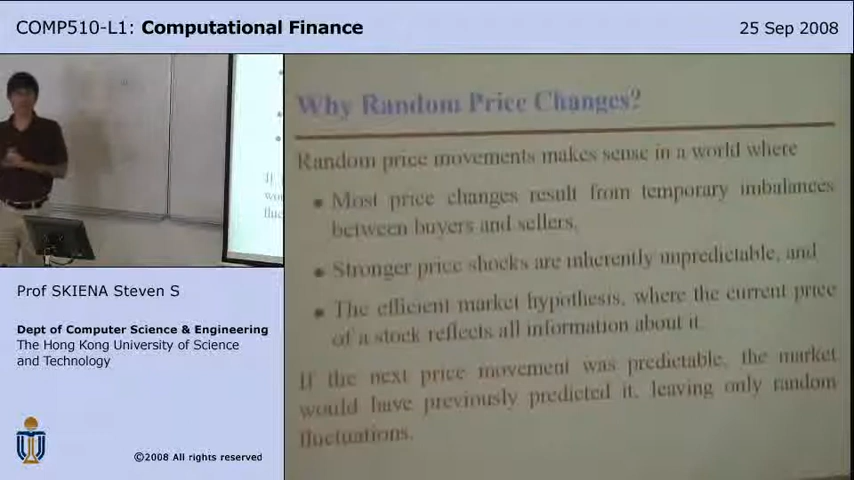 COMP510-L1: Computational Finance
25 Sep 2008
Why Random Price Changes?
Random price movements makes sense in a world where
• Most price changes result from temporary imbalances
between buyers and sellers,
• Stronger price shocks are inherently unpredictable, and
• The efficient market hypothesis, where the current price
of a stock reflects all information about it.
If the next price movement was predictable, the market
would have previously predicted it, leaving only random
fluctuations.
Prof SKIENA Steven S
Dept of Computer Science & Engineering
The Hong Kong University of Science
and Technology
©2008 All rights reserved